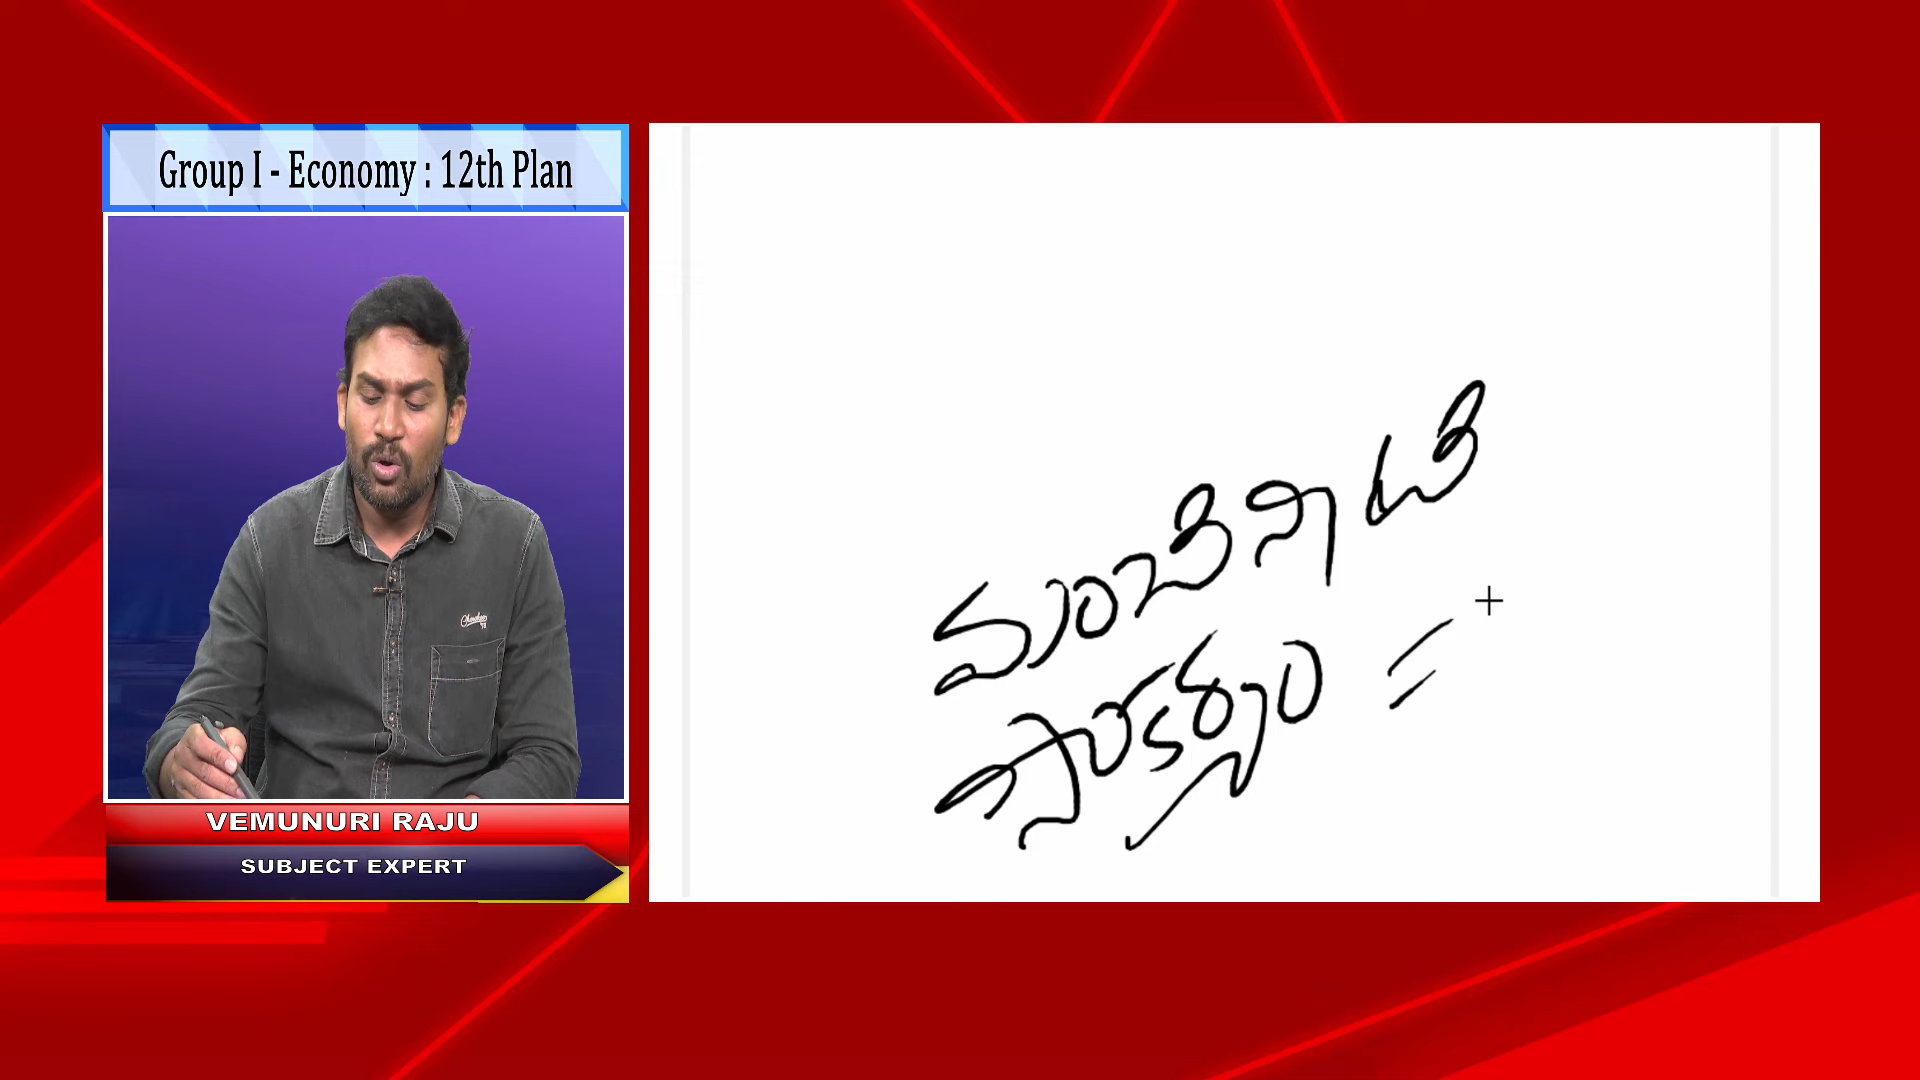 Group I - Economy : 12th Plan
మంచినీటి
సౌకర్యం =
VEMUNURI RAJU
SUBJECT EXPERT